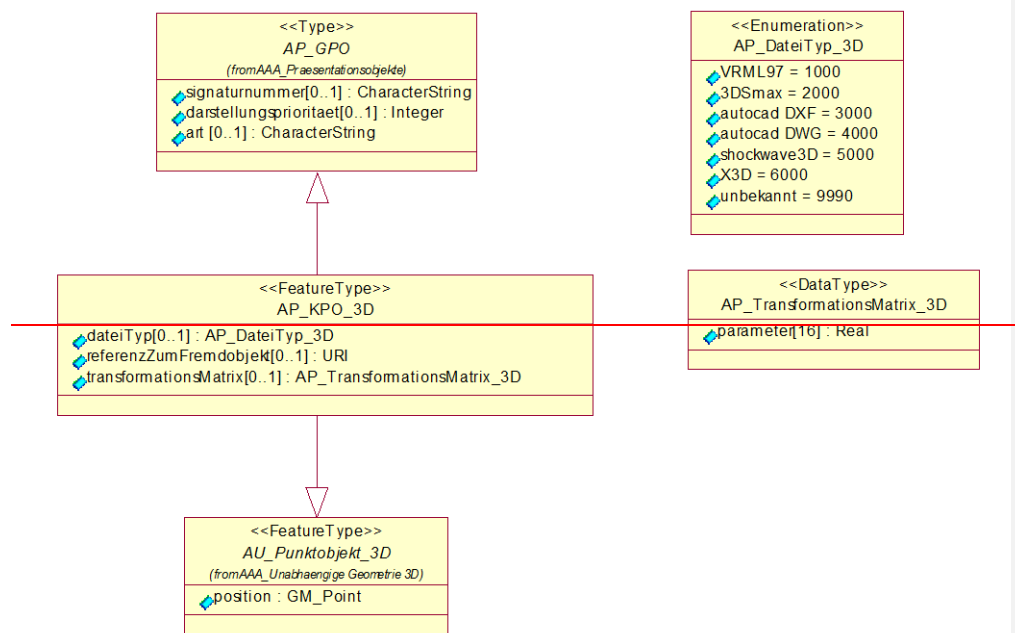 <<Type>>
AP_GPO
(fromAAA_Praesentationsobjekte)
signaturnummer[0..1] : CharacterString
darstellungsprioritaet[0..1] : Integer
art [0..1] : CharacterString
<<Enumeration>>
AP_DateiTyp_3D
VRML97 = 1000
3DSmax = 2000
autocad DXF = 3000
autocad DWG = 4000
shockwave3D = 5000
X3D = 6000
unbekannt = 9990
<<FeatureType>>
AP_KPO_3D
dateiTyp[0..1] : AP_DateiTyp_3D
referenzZumFremdobjekt[0..1] : URI
transformationsMatrix[0..1] : AP_TransformationsMatrix_3D
<<DataType>>
AP_TransformationsMatrix_3D
parameter[16] : Real
<<FeatureType>>
AU_Punktobjekt_3D
(fromAAA_Unabhaengige Geometrie 3D)
position : GM_Point